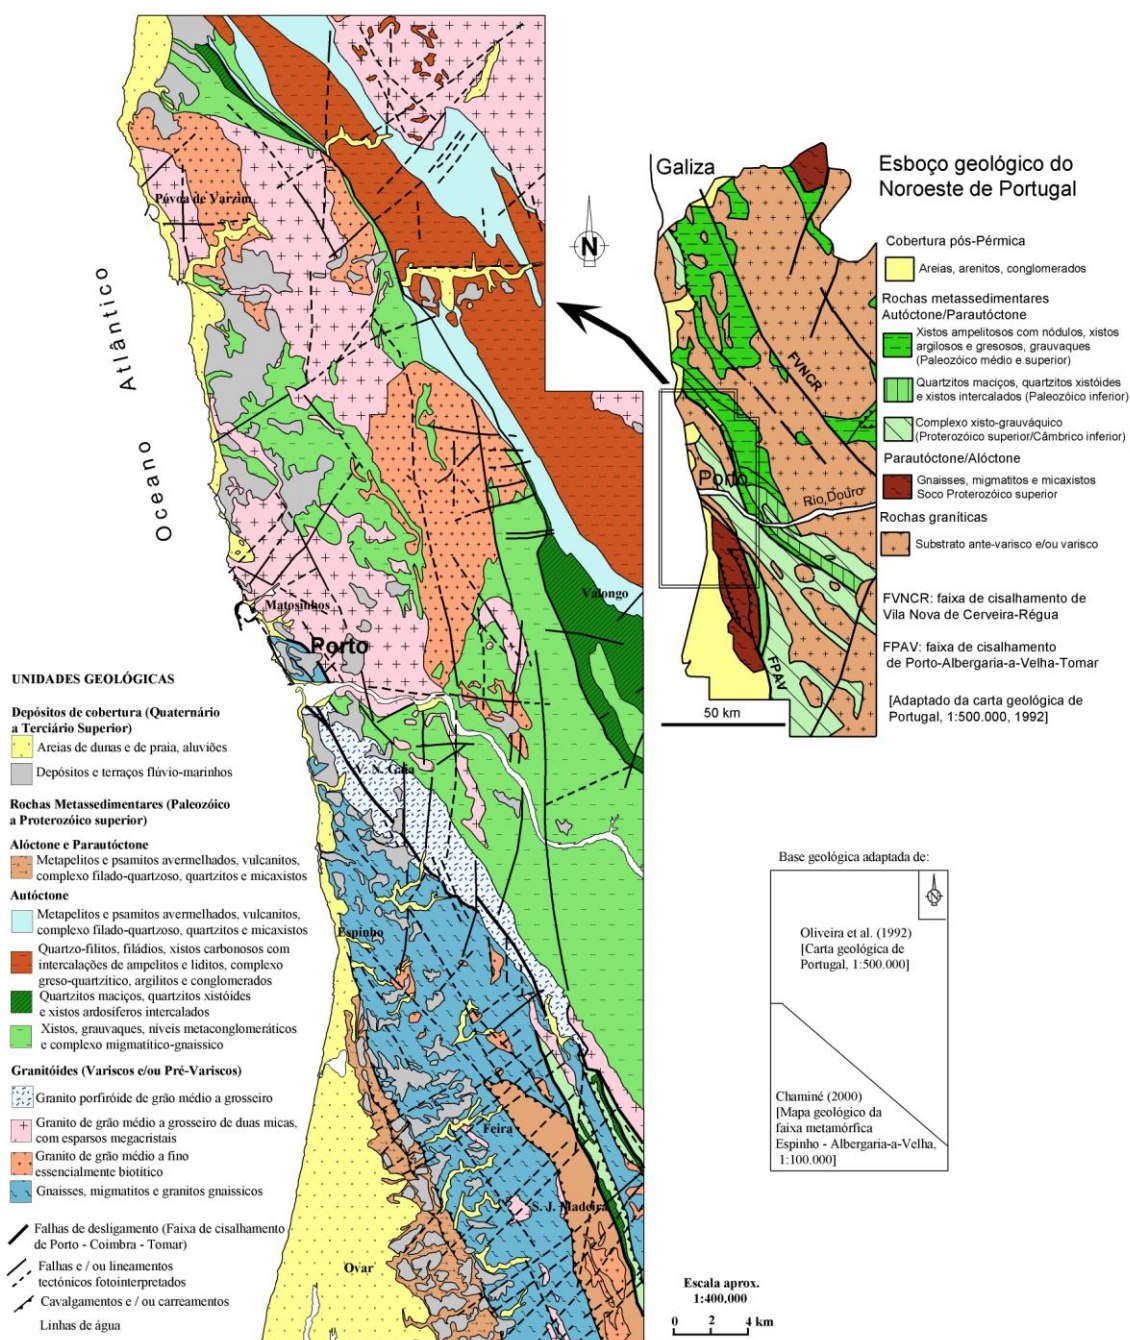 Póvoa de Varzim
Oceano Atlântico
Matosinhos
Porto
Valongo
V. N. Gaia
Espinho
Feira
S. J. Madeira
Ovar
N
UNIDADES GEOLÓGICAS
Depósitos de cobertura (Quaternário
a Terciário Superior)
Areias de dunas e de praia, aluviões
Depósitos e terraços flúvio-marinhos
Rochas Metassedimentares (Paleozóico
a Proterozóico superior)
Alóctone e Parautóctone
Metapelitos e psamitos avermelhados, vulcanitos,
complexo filado-quartzoso, quartzitos e micaxistos
Autóctone
Metapelitos e psamitos avermelhados, vulcanitos,
complexo filado-quartzoso, quartzitos e micaxistos
Quartzo-filitos, filádios, xistos carbonosos com
intercalações de ampelitos e liditos, complexo
greso-quartzítico, argilitos e conglomerados
Quartzitos maciços, quartzitos xistóides
e xistos ardosíferos intercalados
Xistos, grauvaques, níveis metaconglomeráticos
e complexo migmatítico-gnaissico
Granitóides (Variscos e/ou Pré-Variscos)
Granito porfiróide de grão médio a grosseiro
Granito de grão médio a grosseiro de duas micas,
com esparsos megacristais
Granito de grão médio a fino
essencialmente biotítico
Gnaisses, migmatitos e granitos gnaissicos
Falhas de desligamento (Faixa de cisalhamento
de Porto - Coimbra - Tomar)
Falhas e / ou lineamentos
tectónicos fotointerpretados
Cavalgamentos e / ou carreamentos
Linhas de água
Galiza
FVNCR
Porto
Rio Douro
FPAV
50 km
Esboço geológico do
Noroeste de Portugal
Cobertura pós-Pérmica
Areias, arenitos, conglomerados
Rochas metassedimentares
Autóctone/Parautóctone
Xistos ampelitosos com nódulos, xistos
argilosos e gresosos, grauvaques
(Paleozóico médio e superior)
Quartzitos maciços, quartzitos xistóides
e xistos intercalados (Paleozóico inferior)
Complexo xisto-grauváquico
(Proterozóico superior/Câmbrico inferior)
Parautóctone/Alóctone
Gnaisses, migmatitos e micaxistos
Soco Proterozóico superior
Rochas graníticas
Substrato ante-varisco e/ou varisco
FVNCR: faixa de cisalhamento de
Vila Nova de Cerveira-Régua
FPAV: faixa de cisalhamento
de Porto-Albergaria-a-Velha-Tomar
[Adaptado da carta geológica de
Portugal, 1:500.000, 1992]
Base geológica adaptada de:
Oliveira et al. (1992)
[Carta geológica de
Portugal, 1:500.000]
Chaminé (2000)
[Mapa geológico da
faixa metamórfica
Espinho - Albergaria-a-Velha,
1:100.000]
Escala aprox.
1:400.000
0 2 4 km